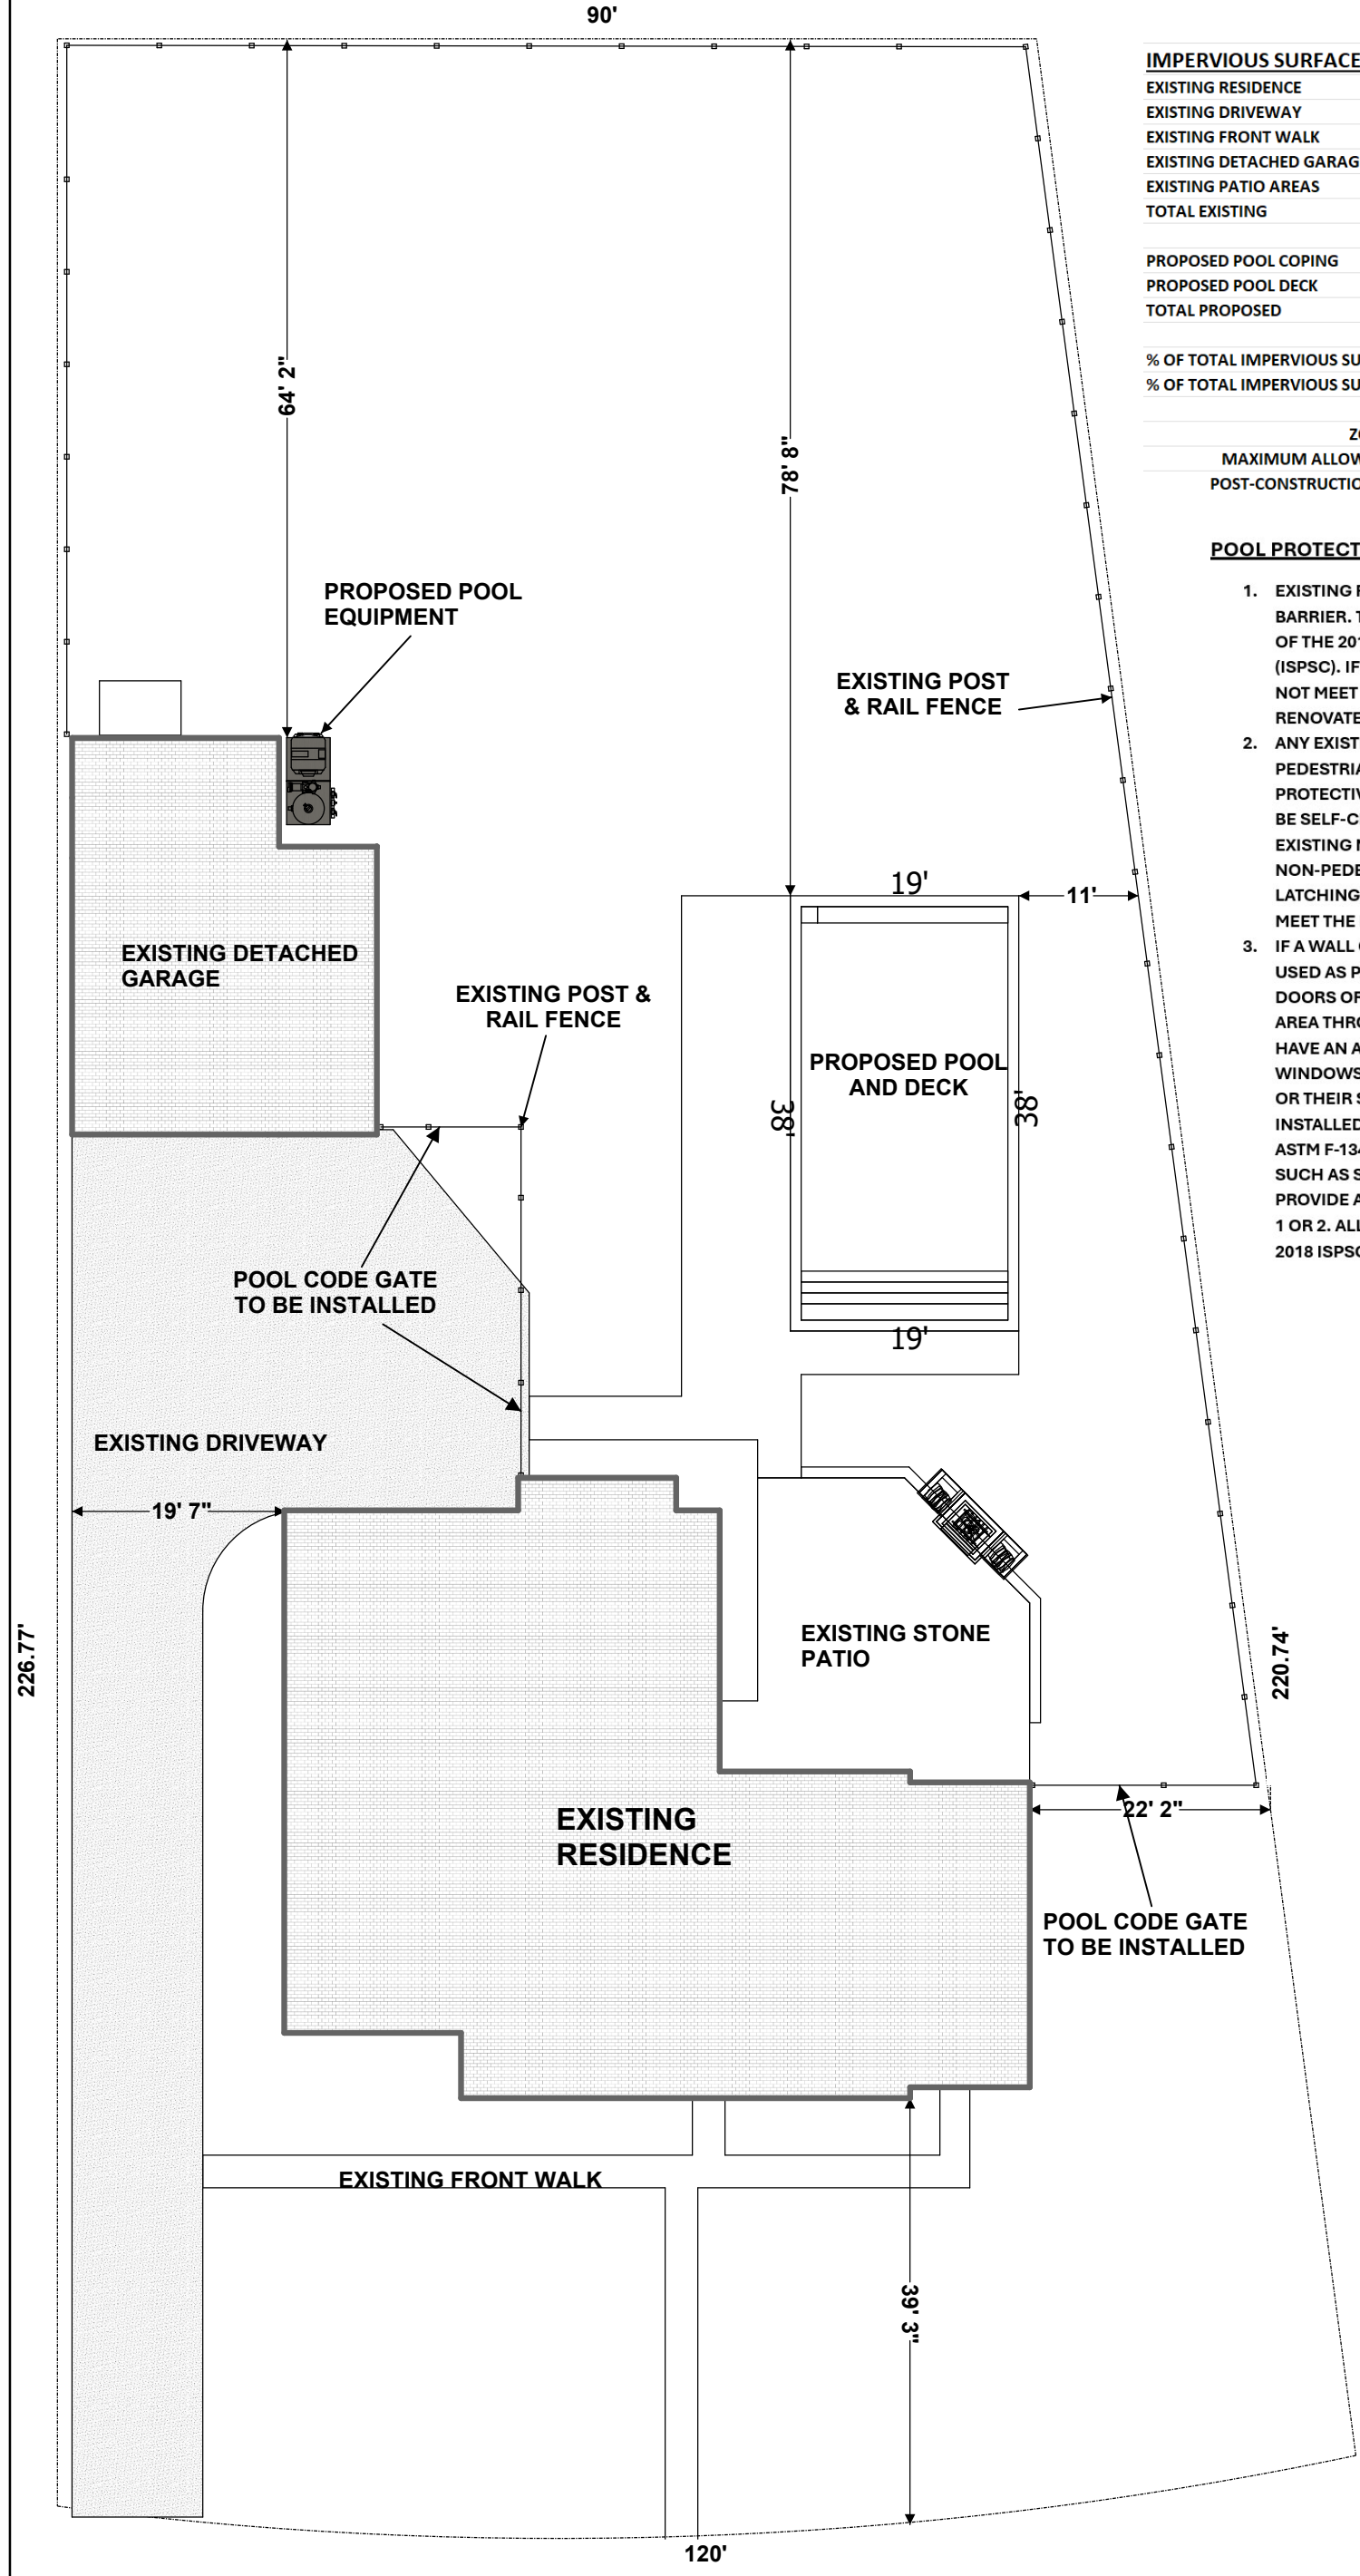 90'
IMPERVIOUS SURFACE
EXISTING RESIDENCE
EXISTING DRIVEWAY
EXISTING FRONT WALK
EXISTING DETACHED GARAG
EXISTING PATIO AREAS
TOTAL EXISTING
PROPOSED POOL COPING
PROPOSED POOL DECK
TOTAL PROPOSED
% OF TOTAL IMPERVIOUS SU
% OF TOTAL IMPERVIOUS SU
ZO
MAXIMUM ALLOW
POST-CONSTRUCTIO
POOL PROTECT
1. EXISTING F
BARRIER. T
OF THE 201
(ISPSC). IF
NOT MEET
RENOVATE
2. ANY EXIST
PEDESTRIA
PROTECTIV
BE SELF-C
EXISTING N
NON-PEDE
LATCHING
MEET THE
3. IF A WALL
USED AS P
DOORS OF
AREA THRO
HAVE AN A
WINDOWS
OR THEIR S
INSTALLED
ASTM F-134
SUCH AS S
PROVIDE A
1 OR 2. ALL
2018 ISPSC
64' 2"
78' 8"
PROPOSED POOL
EQUIPMENT
EXISTING POST
& RAIL FENCE
19'
11'
EXISTING DETACHED
GARAGE
EXISTING POST &
RAIL FENCE
PROPOSED POOL
AND DECK
38'
38'
POOL CODE GATE
TO BE INSTALLED
19'
EXISTING DRIVEWAY
19' 7"
226.77'
EXISTING STONE
PATIO
220.74'
22' 2"
EXISTING
RESIDENCE
POOL CODE GATE
TO BE INSTALLED
EXISTING FRONT WALK
39' 3"
120'